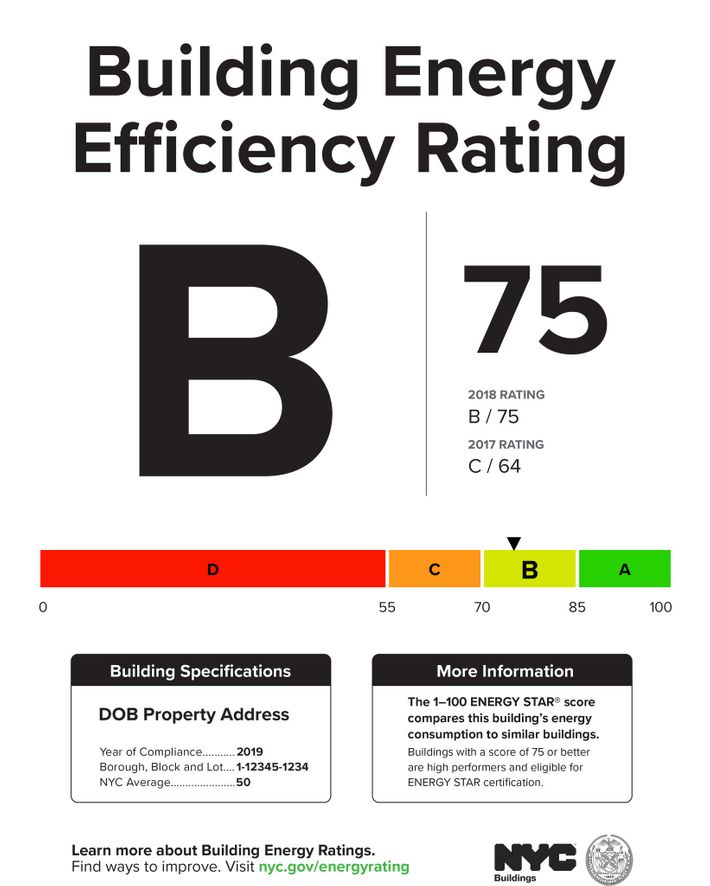 Building Energy
Efficiency Rating
B
75
2018 RATING
B / 75
2017 RATING
C / 64
D
C
B
A
0
55
70
85
100
Building Specifications
DOB Property Address
Year of Compliance...........2019
Borough, Block and Lot....1-12345-1234
NYC Average......................50
More Information
The 1–100 ENERGY STAR® score
compares this building’s energy
consumption to similar buildings.
Buildings with a score of 75 or better
are high performers and eligible for
ENERGY STAR certification.
Learn more about Building Energy Ratings.
Find ways to improve. Visit nyc.gov/energyrating
NYC
Buildings